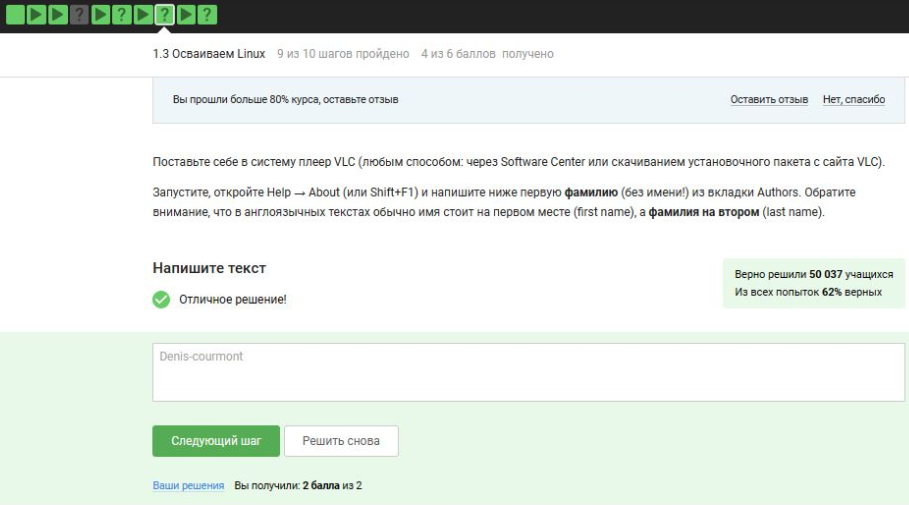 1.3 Осваиваем Linux 9 из 10 шагов пройдено 4 из 6 баллов получено
Вы прошли больше 80% курса, оставьте отзыв Оставить отзыв Нет, спасибо
Поставьте себе в систему плеер VLC (любым способом: через Software Center или скачиванием установочного пакета с сайта VLC).
Запустите, откройте Help → About (или Shift+F1) и напишите ниже первую фамилию (без имени!) из вкладки Authors. Обратите
внимание, что в англоязычных текстах обычно имя стоит на первом месте (first name), а фамилия на втором (last name).
Напишите текст
Отличное решение!
Верно решили 50 037 учащихся
Из всех попыток 62% верных
Denis-courmont
Следующий шаг Решить снова
Ваши решения Вы получили: 2 балла из 2